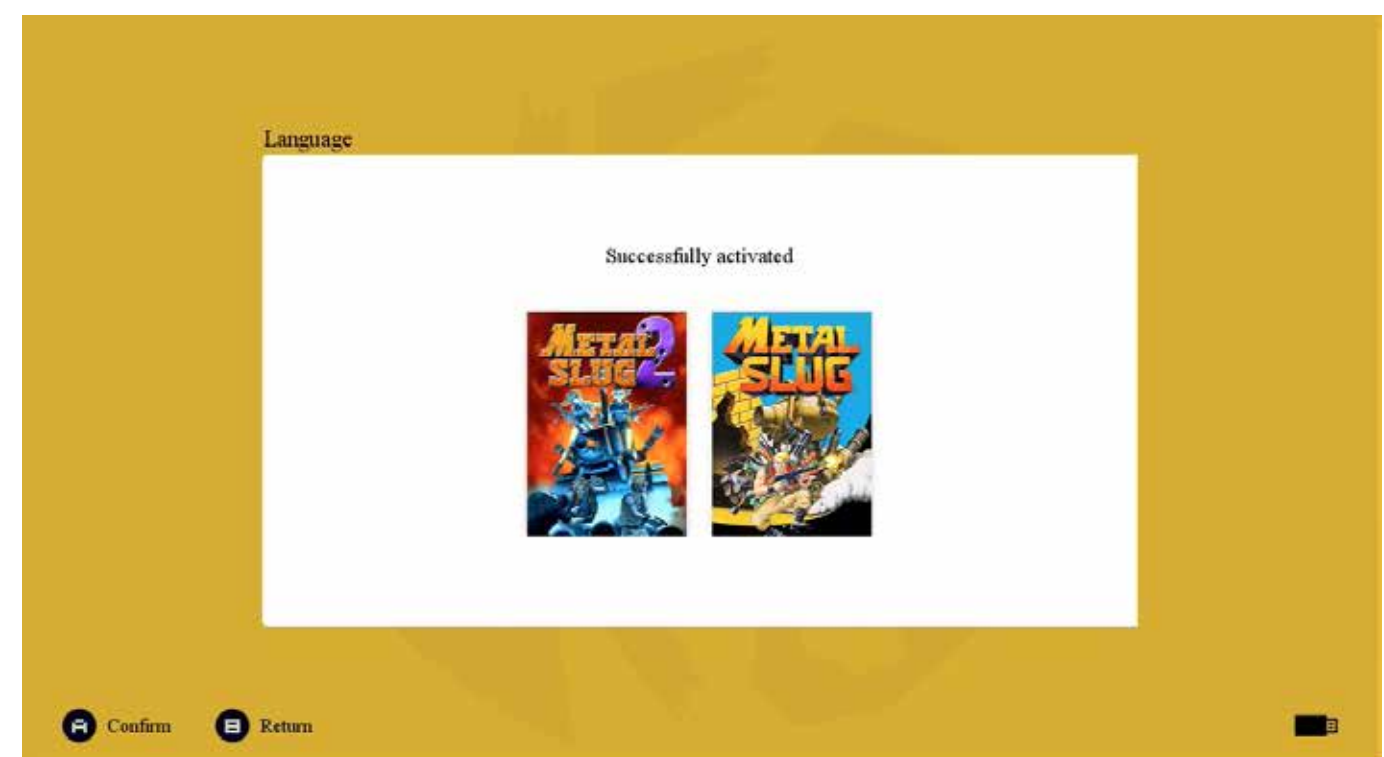 Language
Successfully activated
METAL SLUG 2
METAL
SLUG
A Confirm
B Return